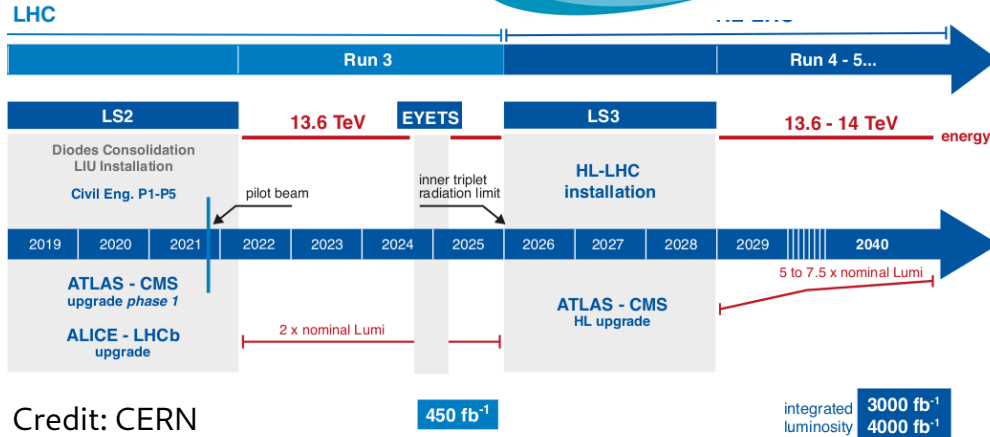 LHC
Run 3
Run 4 - 5...
LS2
13.6 TeV
EYETS
LS3
13.6 - 14 TeV
energy
Diodes Consolidation
LIU Installation
Civil Eng. P1-P5
pilot beam
inner triplet
radiation limit
HL-LHC
installation
2019 2020 2021 2022 2023 2024 2025 2026 2027 2028 2029 2040
5 to 7.5 x nominal Lumi
ATLAS - CMS
upgrade phase 1
ALICE - LHCb
upgrade
2 x nominal Lumi
ATLAS - CMS
HL upgrade
Credit: CERN
450 fb⁻¹
integrated
luminosity
3000 fb⁻¹
4000 fb⁻¹